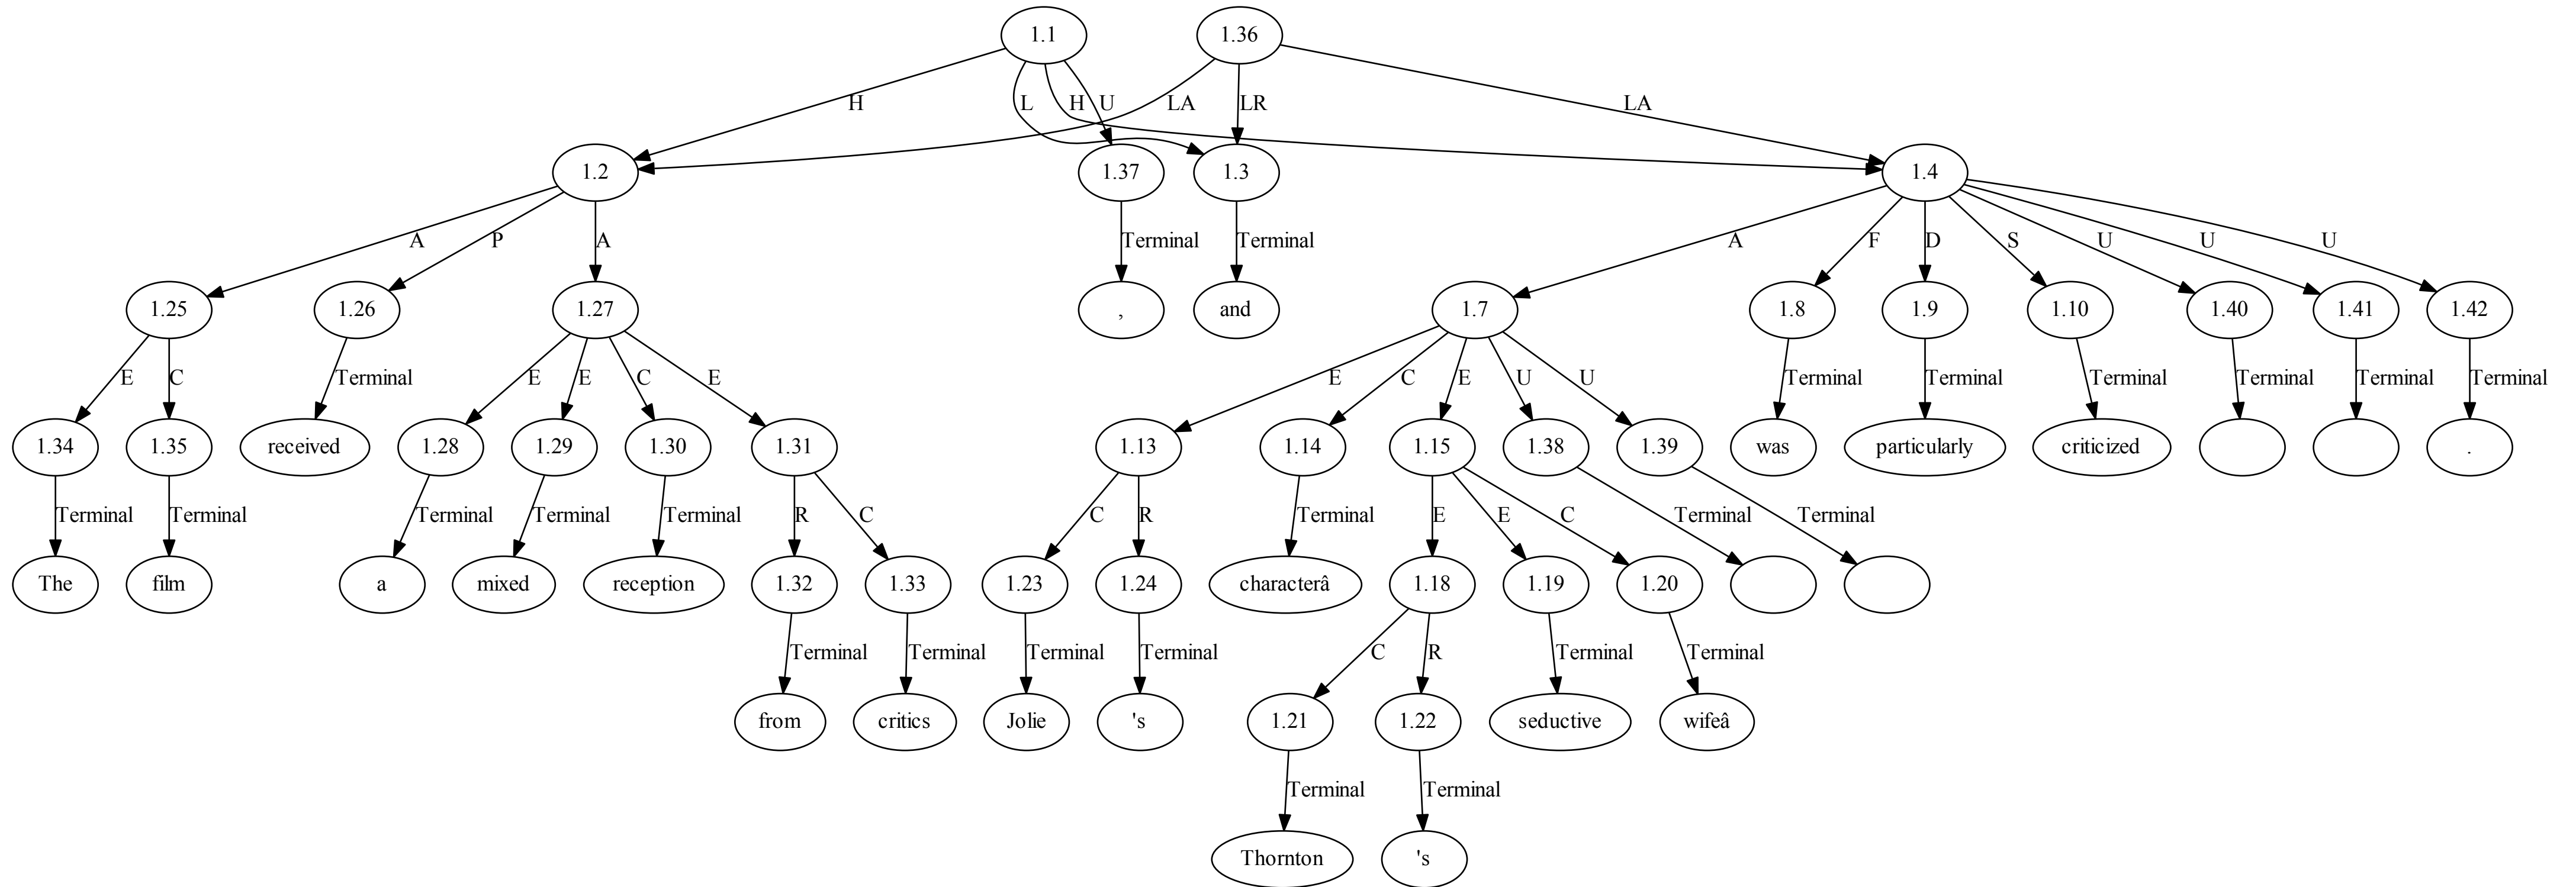 1.1 1.36
H L H U LA LR LA
1.2 1.37 1.3 1.4
A P A Terminal Terminal A F D S U U U
1.25 1.26 1.27 , and 1.7 1.8 1.9 1.10 1.40 1.41 1.42
E C Terminal E E C E E C E U U Terminal Terminal Terminal Terminal Terminal Terminal
1.34 1.35 received 1.28 1.29 1.30 1.31 1.13 1.14 1.15 1.38 1.39 was particularly criticized .
Terminal Terminal Terminal Terminal Terminal R C C R Terminal E E C Terminal Terminal
The film a mixed reception 1.32 1.33 1.23 1.24 characterâ 1.18 1.19 1.20
Terminal Terminal Terminal Terminal C R Terminal Terminal
from critics Jolie 's 1.21 1.22 seductive wifeâ
Terminal Terminal
Thornton 's